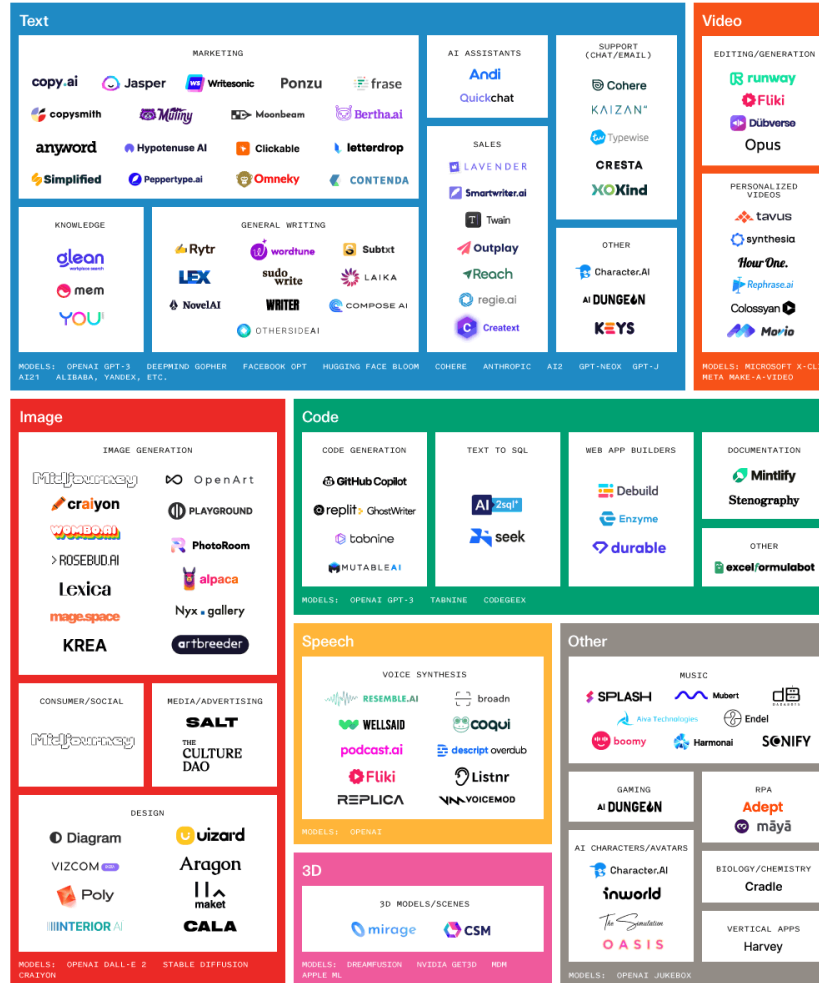 Text
MARKETING
copy.ai Jasper Writesonic Ponzu frase
copysmith Mutiny Moonbeam Bertha.ai
anyword Hypotenuse AI Clickable letterdrop
Simplified Peppertype.ai Omneky CONTENDA
KNOWLEDGE
glean
workplace search
mem
YOU
GENERAL WRITING
Rytr wordtune Subtxt
LEX sudo write LAIKA
NovelAI WRITER COMPOSE AI
OTHERSIDEAI
AI ASSISTANTS
Andi
Quickchat
SALES
LAVENDER
Smartwriter.ai
Twain
Outplay
Reach
regie.ai
Creatext
SUPPORT
(CHAT/EMAIL)
Cohere
KAIZAN
Typewise
CRESTA
XOKind
OTHER
Character.AI
AI DUNGEON
KEYS
MODELS: OPENAI GPT-3 DEEPMIND GOPHER FACEBOOK OPT HUGGING FACE BLOOM COHERE ANTHROPIC AI2 GPT-NEOX GPT-J
AI21 ALIBABA, YANDEX, ETC.
Video
EDITING/GENERATION
runway
Fliki
Dübverse
Opus
PERSONALIZED
VIDEOS
tavus
synthesia
Hour One.
Rephrase.ai
Colossyan
Movio
MODELS: MICROSOFT X-CL
META MAKE-A-VIDEO
Image
IMAGE GENERATION
Midjourney OpenArt
craiyon PLAYGROUND
WOMBO.AI PhotoRoom
ROSEBUD.AI alpaca
Lexica Nyx.gallery
mage.space artbreeder
KREA
CONSUMER/SOCIAL
Midjourney
MEDIA/ADVERTISING
SALT
THE
CULTURE
DAO
DESIGN
Diagram uizard
VIZCOM Aragon
Poly maket
INTERIOR AI CALA
MODELS: OPENAI DALL-E 2 STABLE DIFFUSION
CRAIYON
Code
CODE GENERATION
GitHub Copilot
replit GhostWriter
tabnine
MUTABLEAI
TEXT TO SQL
AI 2sql
seek
WEB APP BUILDERS
Debuild
Enzyme
durable
DOCUMENTATION
Mintlify
Stenography
OTHER
excelformulabot
MODELS: OPENAI GPT-3 TABNINE CODEGEEX
Speech
VOICE SYNTHESIS
RESEMBLE.AI broadn
WELLSAID coqui
podcast.ai descript overdub
Fliki Listnr
REPLICA VOICEMOD
MODELS: OPENAI
3D
3D MODELS/SCENES
mirage CSM
MODELS: DREAMFUSION NVIDIA GET3D MDM
APPLE ML
Other
MUSIC
SPLASH Mubert dB
Aiva Technologies Endel
boomy Harmonai SONIFY
GAMING
AI DUNGEON
RPA
Adept
māyā
AI CHARACTERS/AVATARS
Character.AI
inworld
The Simulation
OASIS
BIOLOGY/CHEMISTRY
Cradle
VERTICAL APPS
Harvey
MODELS: OPENAI JUKEBOX